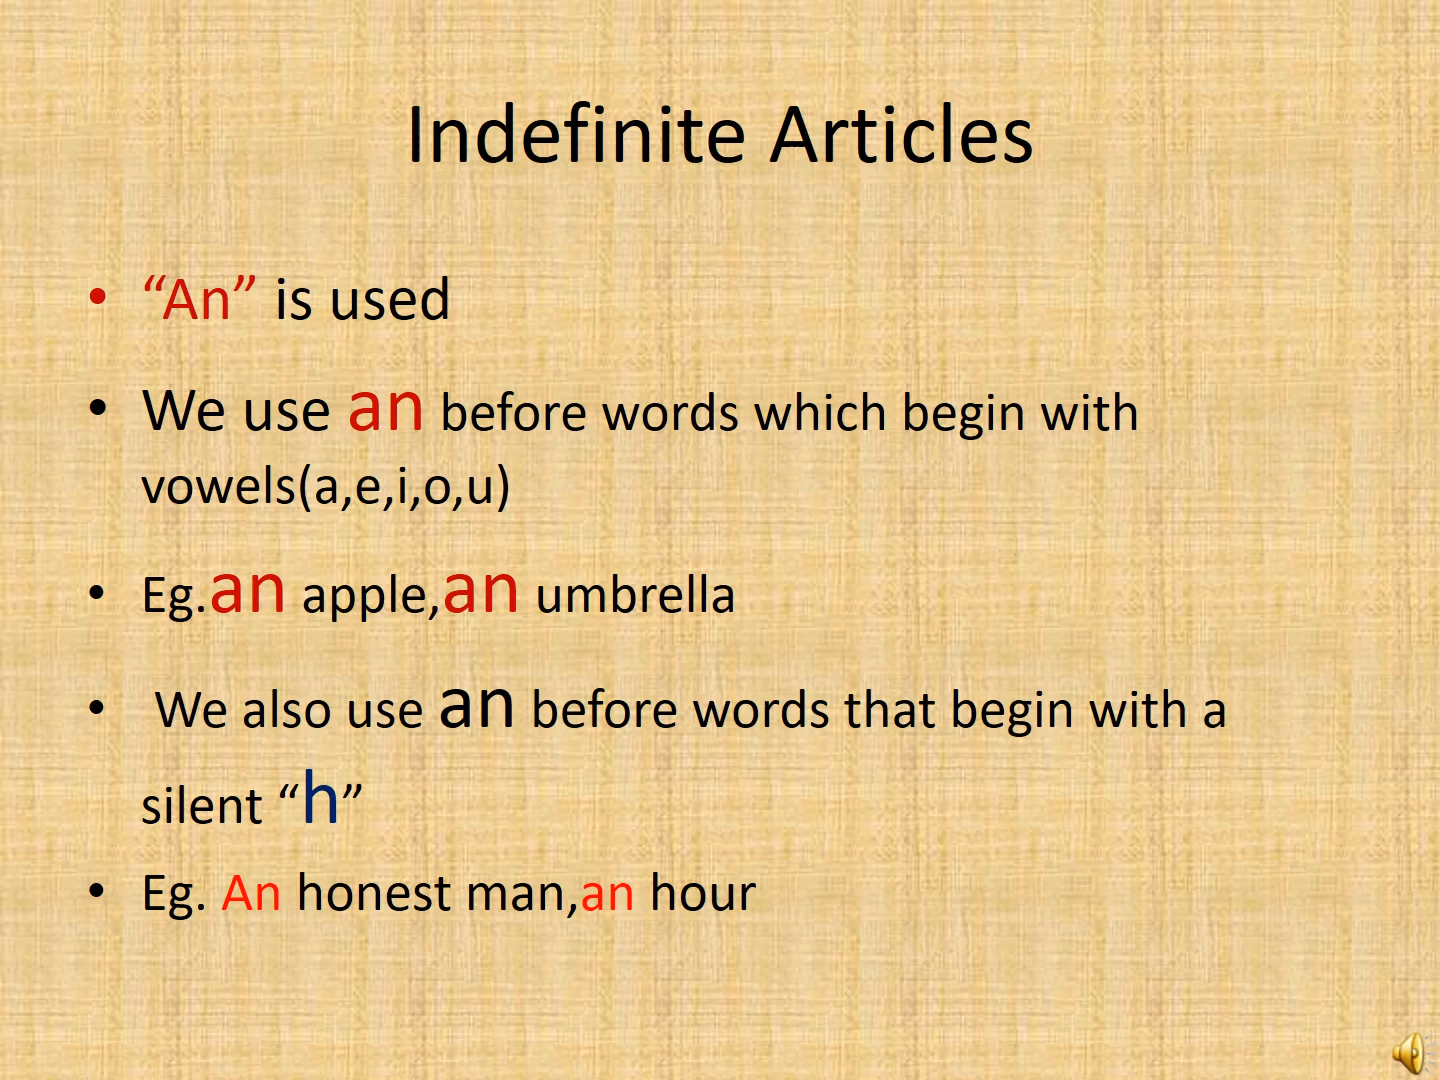 Indefinite Articles
• “An” is used
• We use an before words which begin with
vowels(a,e,i,o,u)
• Eg.an apple,an umbrella
• We also use an before words that begin with a
silent “h”
• Eg. An honest man,an hour